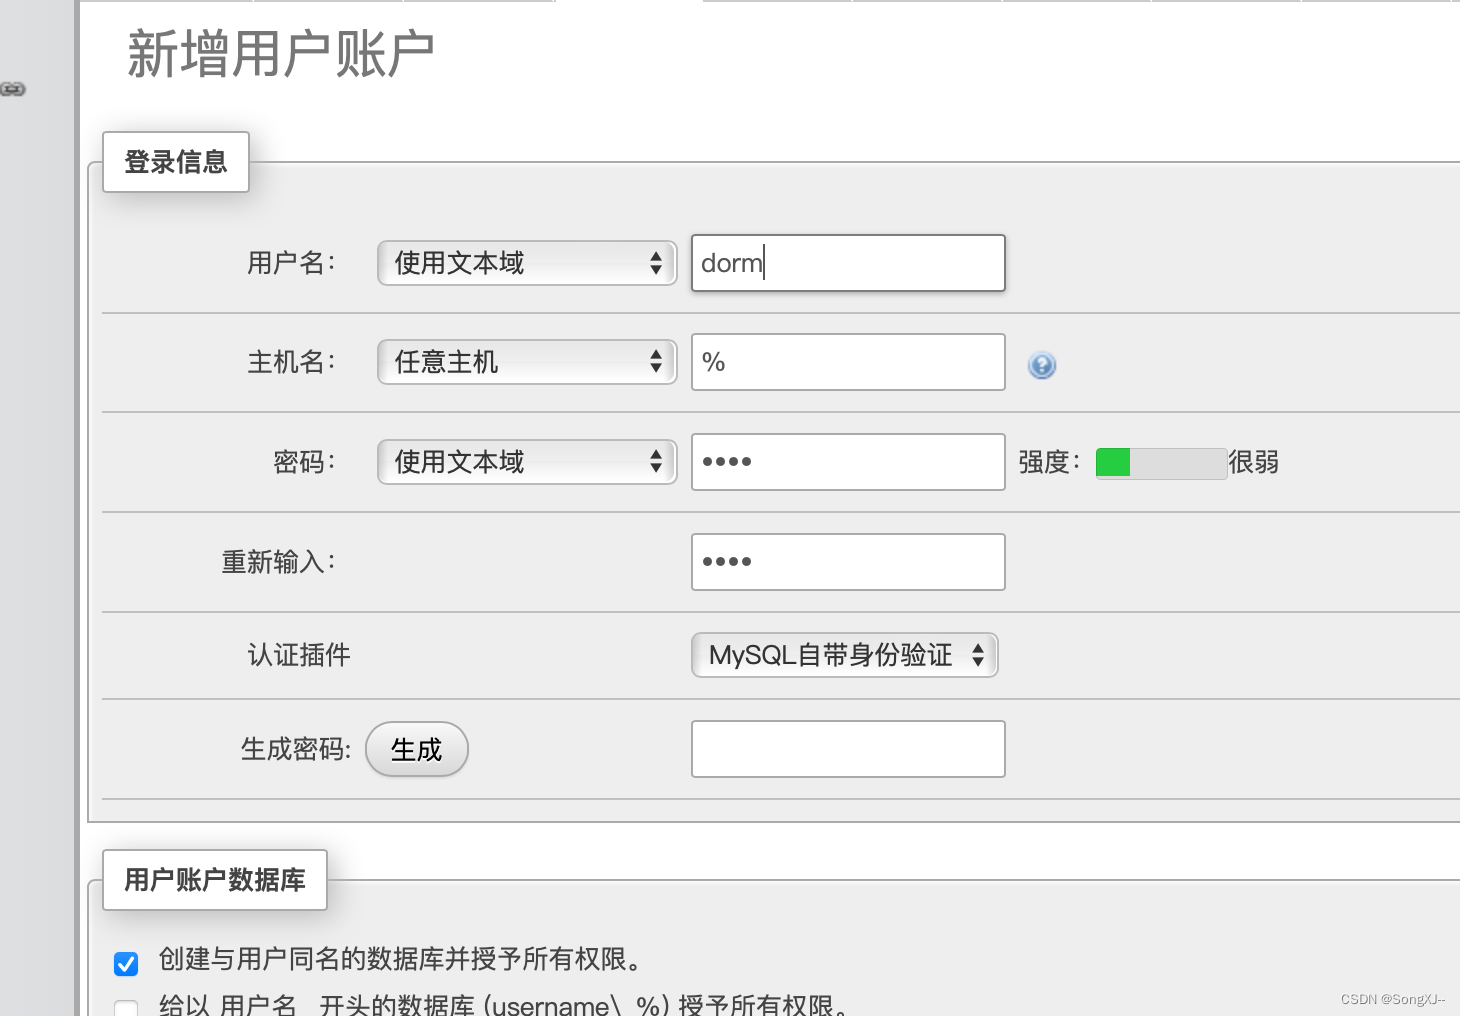 新增用户账户
登录信息
用户名： 使用文本域 dorm
主机名： 任意主机 %
密码： 使用文本域 •••• 强度： 很弱
重新输入： ••••
认证插件 MySQL自带身份验证
生成密码: 生成
用户账户数据库
创建与用户同名的数据库并授予所有权限。
给以 用户名_ 开头的数据库 (username\_%) 授予所有权限。
CSDN @SongXJ--